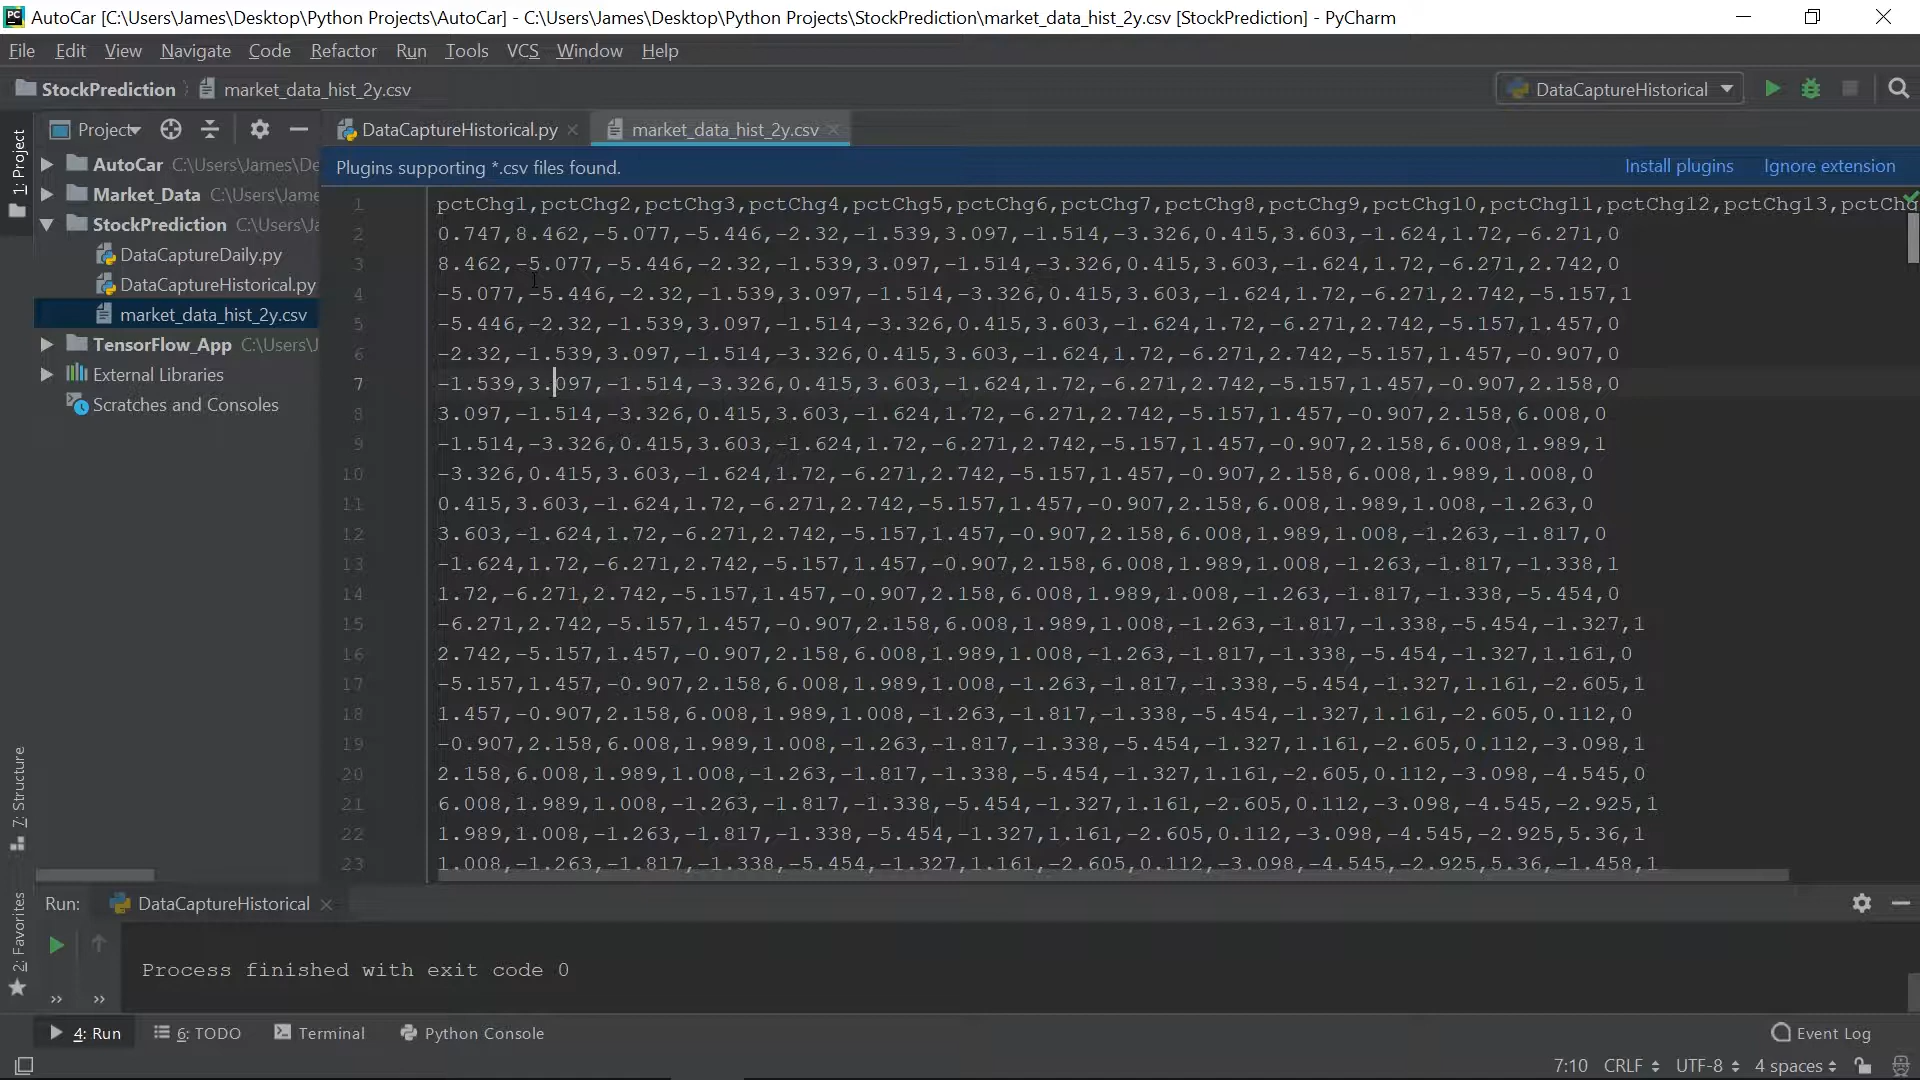 AutoCar [C:\Users\James\Desktop\Python Projects\AutoCar] - C:\Users\James\Desktop\Python Projects\StockPrediction\market_data_hist_2y.csv [StockPrediction] - PyCharm
File Edit View Navigate Code Refactor Run Tools VCS Window Help
StockPrediction market_data_hist_2y.csv DataCaptureHistorical
1: Project
Project DataCaptureHistorical.py market_data_hist_2y.csv
AutoCar C:\Users\James\De
Market_Data C:\Users\Jame
StockPrediction C:\Users\Ja
DataCaptureDaily.py
DataCaptureHistorical.py
market_data_hist_2y.csv
TensorFlow_App C:\Users\J
External Libraries
Scratches and Consoles
Plugins supporting *.csv files found. Install plugins Ignore extension
1 pctChg1,pctChg2,pctChg3,pctChg4,pctChg5,pctChg6,pctChg7,pctChg8,pctChg9,pctChg10,pctChg11,pctChg12,pctChg13,pctChg
2 0.747,8.462,-5.077,-5.446,-2.32,-1.539,3.097,-1.514,-3.326,0.415,3.603,-1.624,1.72,-6.271,0
3 8.462,-5.077,-5.446,-2.32,-1.539,3.097,-1.514,-3.326,0.415,3.603,-1.624,1.72,-6.271,2.742,0
4 -5.077,-5.446,-2.32,-1.539,3.097,-1.514,-3.326,0.415,3.603,-1.624,1.72,-6.271,2.742,-5.157,1
5 -5.446,-2.32,-1.539,3.097,-1.514,-3.326,0.415,3.603,-1.624,1.72,-6.271,2.742,-5.157,1.457,0
6 -2.32,-1.539,3.097,-1.514,-3.326,0.415,3.603,-1.624,1.72,-6.271,2.742,-5.157,1.457,-0.907,0
7 -1.539,3.097,-1.514,-3.326,0.415,3.603,-1.624,1.72,-6.271,2.742,-5.157,1.457,-0.907,2.158,0
8 3.097,-1.514,-3.326,0.415,3.603,-1.624,1.72,-6.271,2.742,-5.157,1.457,-0.907,2.158,6.008,0
9 -1.514,-3.326,0.415,3.603,-1.624,1.72,-6.271,2.742,-5.157,1.457,-0.907,2.158,6.008,1.989,1
10 -3.326,0.415,3.603,-1.624,1.72,-6.271,2.742,-5.157,1.457,-0.907,2.158,6.008,1.989,1.008,0
11 0.415,3.603,-1.624,1.72,-6.271,2.742,-5.157,1.457,-0.907,2.158,6.008,1.989,1.008,-1.263,0
12 3.603,-1.624,1.72,-6.271,2.742,-5.157,1.457,-0.907,2.158,6.008,1.989,1.008,-1.263,-1.817,0
13 -1.624,1.72,-6.271,2.742,-5.157,1.457,-0.907,2.158,6.008,1.989,1.008,-1.263,-1.817,-1.338,1
14 1.72,-6.271,2.742,-5.157,1.457,-0.907,2.158,6.008,1.989,1.008,-1.263,-1.817,-1.338,-5.454,0
15 -6.271,2.742,-5.157,1.457,-0.907,2.158,6.008,1.989,1.008,-1.263,-1.817,-1.338,-5.454,-1.327,1
16 2.742,-5.157,1.457,-0.907,2.158,6.008,1.989,1.008,-1.263,-1.817,-1.338,-5.454,-1.327,1.161,0
17 -5.157,1.457,-0.907,2.158,6.008,1.989,1.008,-1.263,-1.817,-1.338,-5.454,-1.327,1.161,-2.605,1
18 1.457,-0.907,2.158,6.008,1.989,1.008,-1.263,-1.817,-1.338,-5.454,-1.327,1.161,-2.605,0.112,0
19 -0.907,2.158,6.008,1.989,1.008,-1.263,-1.817,-1.338,-5.454,-1.327,1.161,-2.605,0.112,-3.098,1
20 2.158,6.008,1.989,1.008,-1.263,-1.817,-1.338,-5.454,-1.327,1.161,-2.605,0.112,-3.098,-4.545,0
21 6.008,1.989,1.008,-1.263,-1.817,-1.338,-5.454,-1.327,1.161,-2.605,0.112,-3.098,-4.545,-2.925,1
22 1.989,1.008,-1.263,-1.817,-1.338,-5.454,-1.327,1.161,-2.605,0.112,-3.098,-4.545,-2.925,5.36,1
23 1.008,-1.263,-1.817,-1.338,-5.454,-1.327,1.161,-2.605,0.112,-3.098,-4.545,-2.925,5.36,-1.458,1
7: Structure
2: Favorites
Run: DataCaptureHistorical
Process finished with exit code 0
4: Run 6: TODO Terminal Python Console Event Log
7:10 CRLF UTF-8 4 spaces